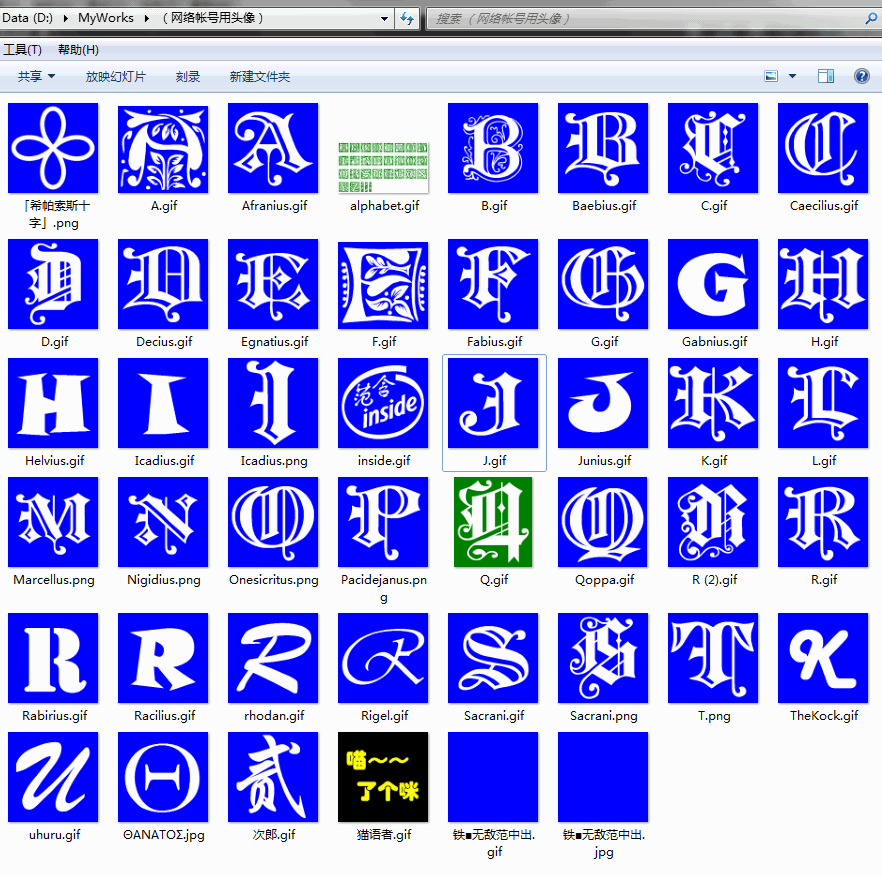 Data (D:) ▸ MyWorks ▸ （网络帐号用头像）
搜索 （网络帐号用头像）
工具(T) 帮助(H)
共享 ▼ 放映幻灯片 刻录 新建文件夹
「希帕索斯十字」.png
A
A.gif
A
Afranius.gif
alphabet.gif
B
B.gif
B
Baebius.gif
C
C.gif
C
Caecilius.gif
D
D.gif
D
Decius.gif
E
Egnatius.gif
F
F.gif
F
Fabius.gif
G
G.gif
G
Gabnius.gif
H
H.gif
H
Helvius.gif
I
Icadius.gif
I
Icadius.png
范含
inside
inside.gif
J
J.gif
J
Junius.gif
K
K.gif
L
L.gif
M
Marcellus.png
N
Nigidius.png
O
Onesicritus.png
P
Pacidejanus.png
Q
Q.gif
Q
Qoppa.gif
R
R (2).gif
R
R.gif
R
Rabirius.gif
R
Racilius.gif
R
rhodan.gif
R
Rigel.gif
S
Sacrani.gif
S
Sacrani.png
T
T.png
K
TheKock.gif
U
uhuru.gif
Θ
ΘΑΝΑΤΟΣ.jpg
贰
次郎.gif
喵～～
了个咪
猫语者.gif
铁■无敌范中出.gif
铁■无敌范中出.jpg